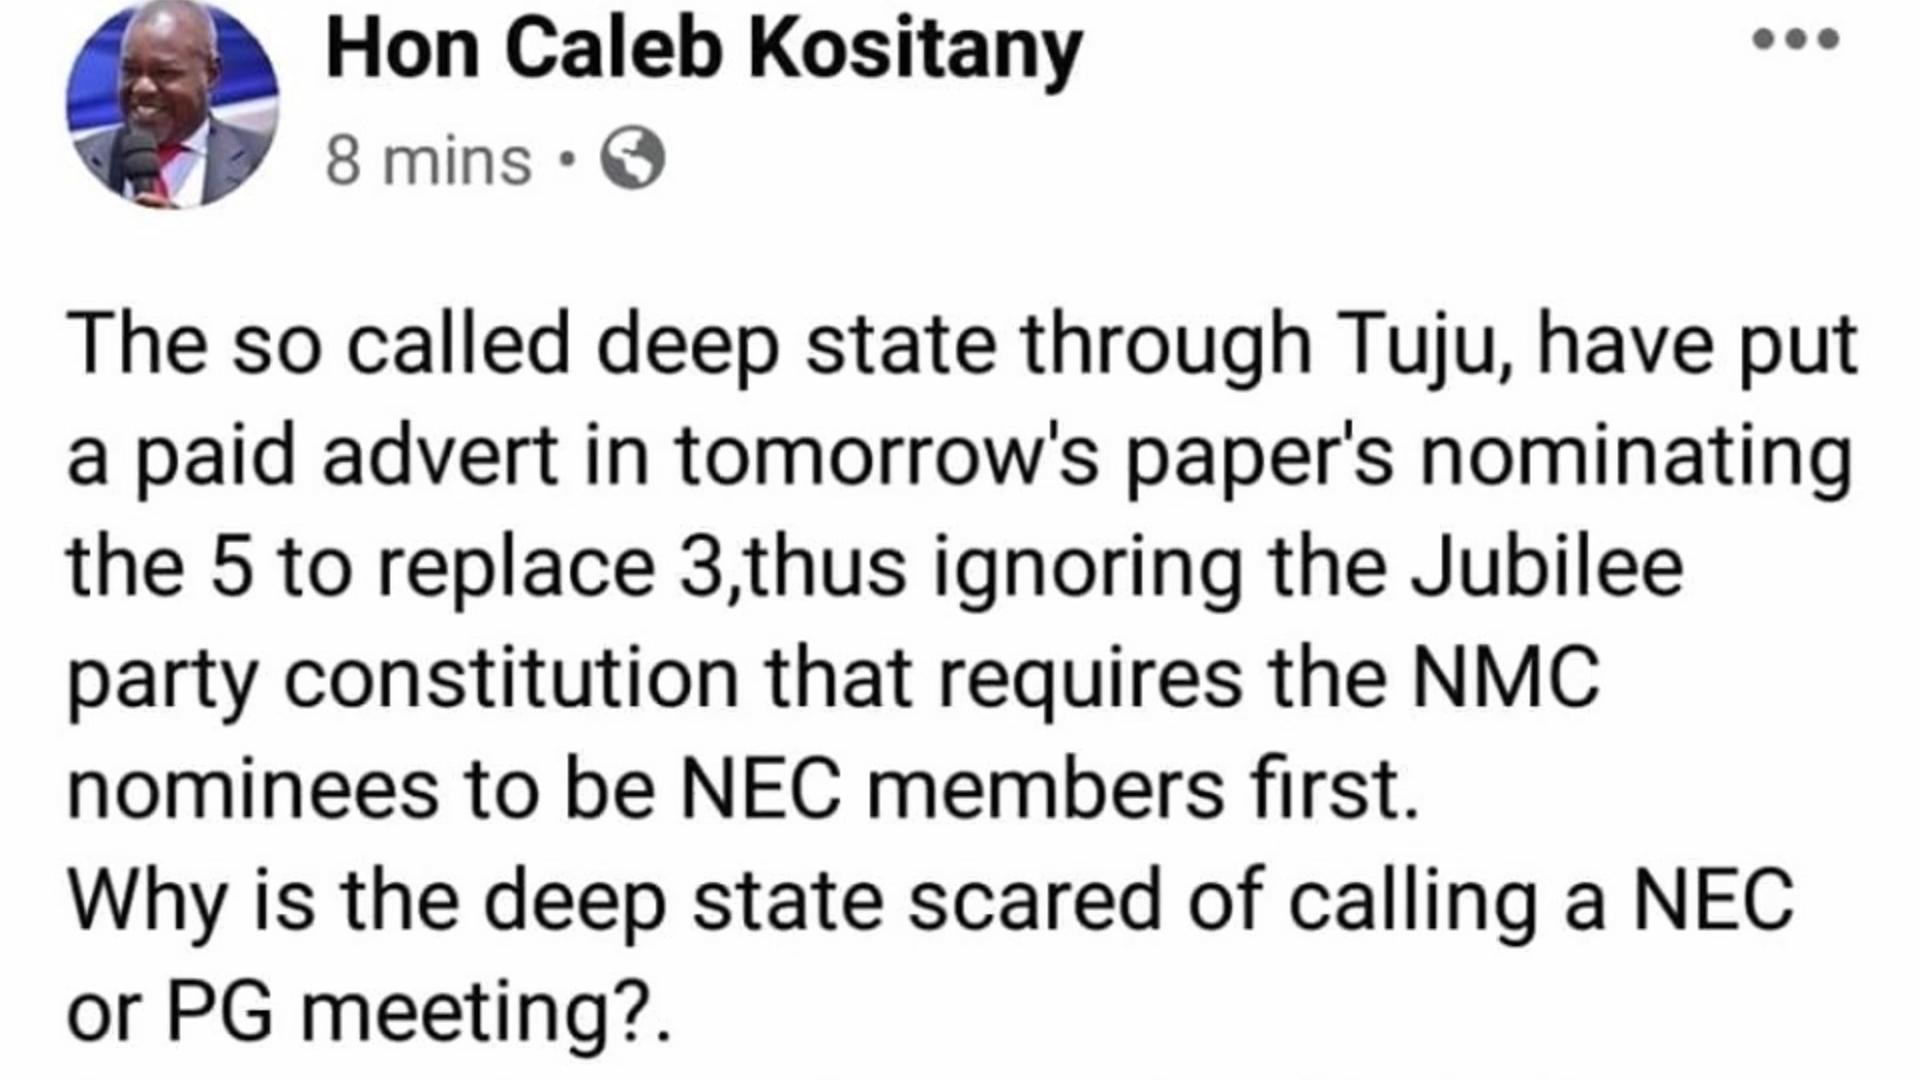 Hon Caleb Kositany
8 mins •
The so called deep state through Tuju, have put
a paid advert in tomorrow's paper's nominating
the 5 to replace 3,thus ignoring the Jubilee
party constitution that requires the NMC
nominees to be NEC members first.
Why is the deep state scared of calling a NEC
or PG meeting?.